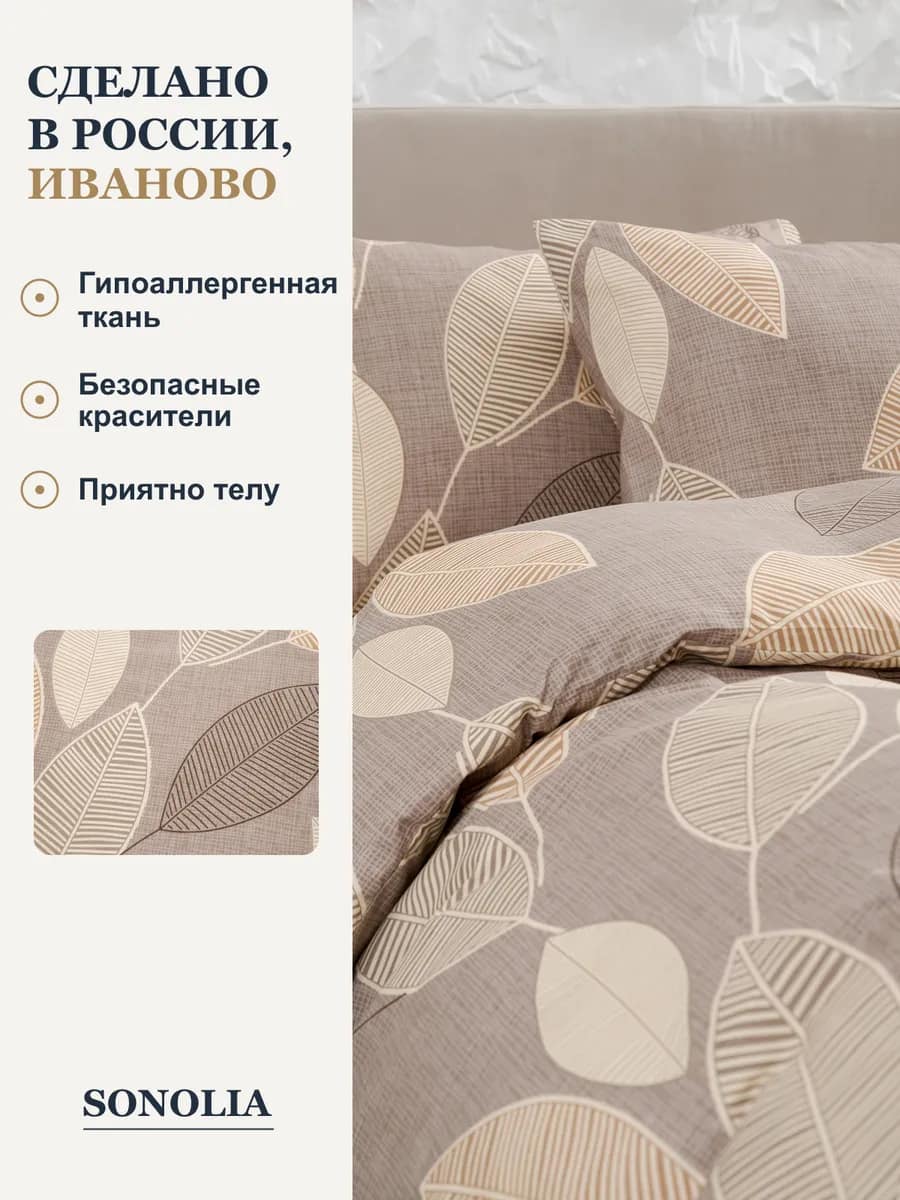 СДЕЛАНО
В РОССИИ,
ИВАНОВО
Гипоаллергенная
ткань
Безопасные
красители
Приятно телу
SONOLIA